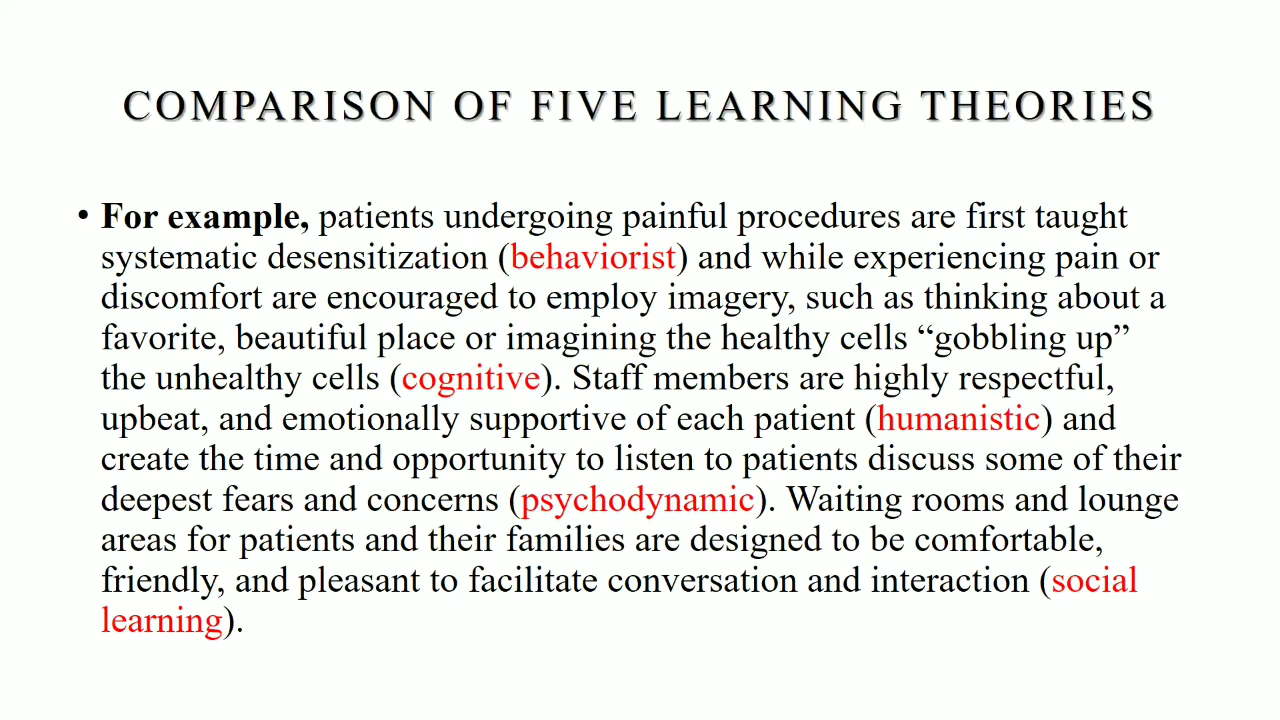 COMPARISON OF FIVE LEARNING THEORIES
• For example, patients undergoing painful procedures are first taught
systematic desensitization (behaviorist) and while experiencing pain or
discomfort are encouraged to employ imagery, such as thinking about a
favorite, beautiful place or imagining the healthy cells “gobbling up”
the unhealthy cells (cognitive). Staff members are highly respectful,
upbeat, and emotionally supportive of each patient (humanistic) and
create the time and opportunity to listen to patients discuss some of their
deepest fears and concerns (psychodynamic). Waiting rooms and lounge
areas for patients and their families are designed to be comfortable,
friendly, and pleasant to facilitate conversation and interaction (social
learning).